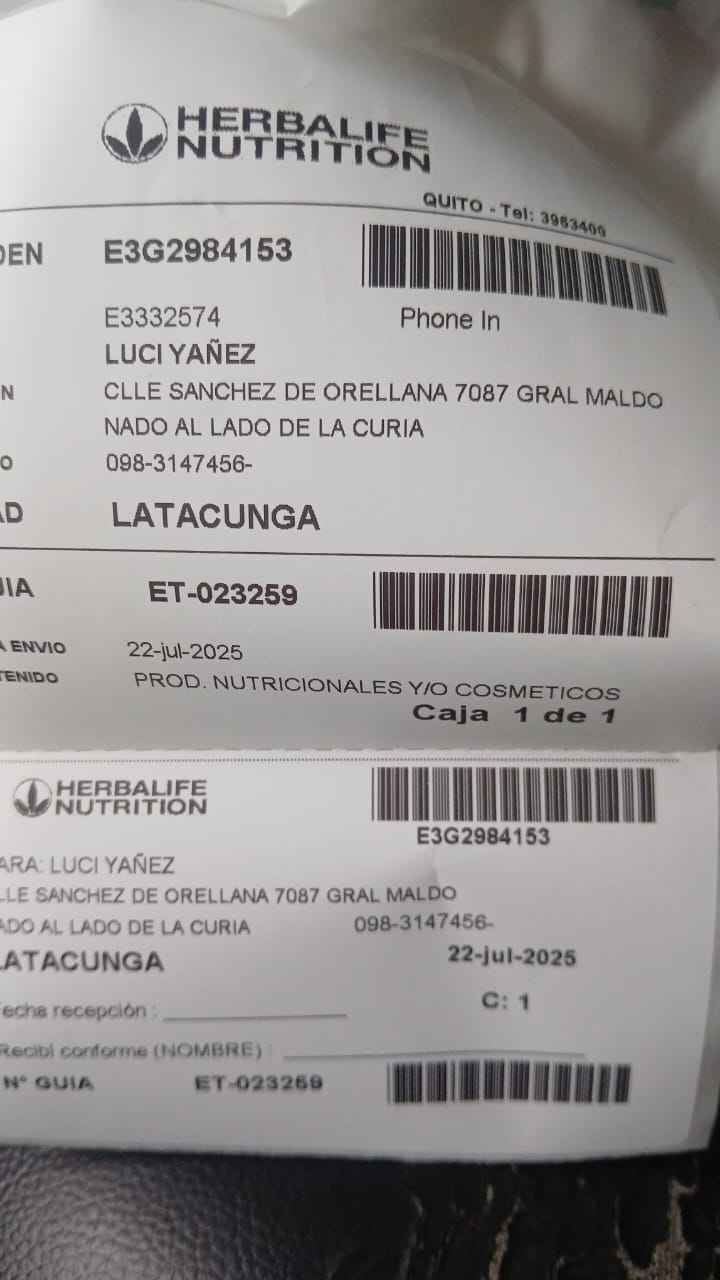 HERBALIFE
NUTRITION
QUITO - Tel: 3983400
DEN E3G2984153
E3332574 Phone In
LUCI YAÑEZ
N CLLE SANCHEZ DE ORELLANA 7087 GRAL MALDO
NADO AL LADO DE LA CURIA
O 098-3147456-
AD LATACUNGA
UIA ET-023259
A ENVIO 22-jul-2025
TENIDO PROD. NUTRICIONALES Y/O COSMETICOS
Caja 1 de 1
HERBALIFE
NUTRITION
E3G2984153
ARA: LUCI YAÑEZ
LLE SANCHEZ DE ORELLANA 7087 GRAL MALDO
ADO AL LADO DE LA CURIA 098-3147456-
LATACUNGA 22-jul-2025
echa recepción : C: 1
Recibi conforme (NOMBRE) :
N° GUIA ET-023259